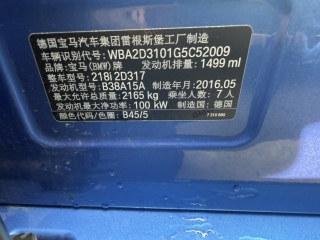 德国宝马汽车集团雷根斯堡工厂制造
车辆识别代号: WBA2D3101G5C52009
品牌:宝马(BMW)牌 发动机排量: 1499 ml
整车型号: 218i 2D317
发动机型号: B38A15A 制造年月: 2016.05
最大允许总质量: 2165 kg 乘坐人数: 7 人
发动机最大净功率: 100 kW 制造国: 德国
颜色代码/色圈: B45/5